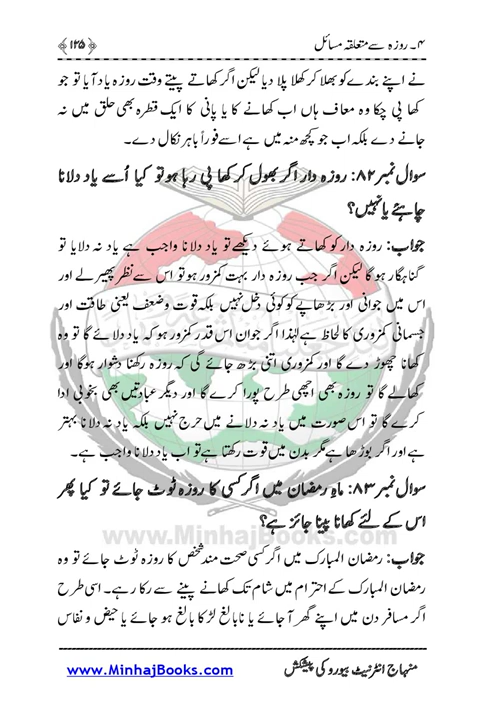 ۴۔ روزہ سے متعلقہ مسائل ﴿۱۲۵﴾
نے اپنے بندے کو بھلا کر کھلا پلا دیا لیکن اگر کھاتے پیتے وقت روزہ یاد آیا تو جو
کھا پی چکا وہ معاف ہاں اب کھانے کا یا پانی کا ایک قطرہ بھی حلق میں نہ
جانے دے بلکہ اب جو کچھ منہ میں ہے اسے فوراً باہر نکال دے۔
سوال نمبر ۸۲: روزہ دار اگر بھول کر کھا پی رہا ہو تو کیا اُسے یاد دلانا
چاہئے یا نہیں؟
جواب: روزہ دار کو کھاتے ہوئے دیکھے تو یاد دلانا واجب ہے یاد نہ دلایا تو
گناہگار ہو گا لیکن اگر جب روزہ دار بہت کمزور ہو تو اس سے نظر پھیر لے اور
اس میں جوانی اور بڑھاپے کو کوئی دخل نہیں بلکہ قوت و ضعف یعنی طاقت اور
جسمانی کمزوری کا لحاظ ہے لہٰذا اگر جوان اس قدر کمزور ہو کہ یاد دلائے گا تو وہ
کھانا چھوڑ دے گا اور کمزوری اتنی بڑھ جائے گی کہ روزہ رکھنا دشوار ہوگا اور
کھالے گا تو روزہ بھی اچھی طرح پورا کرے گا اور دیگر عبادتیں بھی بخوبی ادا
کرے گا تو اس صورت میں یاد نہ دلانے میں حرج نہیں بلکہ یاد نہ دلانا بہتر
ہے اور اگر بوڑھا ہے مگر بدن میں قوت رکھتا ہے تو اب یاد دلانا واجب ہے۔
سوال نمبر ۸۳: ماہِ رمضان میں اگر کسی کا روزہ ٹوٹ جائے تو کیا پھر
اس کے لئے کھانا پینا جائز ہے؟
www.MinhajBooks.com
جواب: رمضان المبارک میں اگر کسی صحت مند شخص کا روزہ ٹوٹ جائے تو وہ
رمضان المبارک کے احترام میں شام تک کھانے پینے سے رکا رہے۔ اسی طرح
اگر مسافر دن میں اپنے گھر آ جائے یا نابالغ لڑکا بالغ ہو جائے یا حیض و نفاس
منہاج انٹرنیٹ بیورو کی پیشکش www.MinhajBooks.com